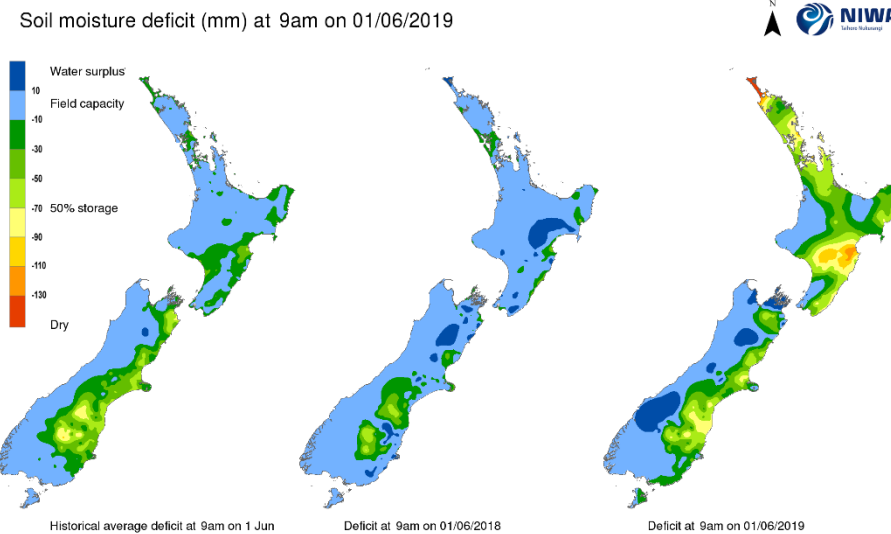 Soil moisture deficit (mm) at 9am on 01/06/2019
N
NIWA
Taihoro Nukurangi
Water surplus
10
Field capacity
-10
-30
-50
50% storage
-70
-90
-110
-130
Dry
Historical average deficit at 9am on 1 Jun
Deficit at 9am on 01/06/2018
Deficit at 9am on 01/06/2019